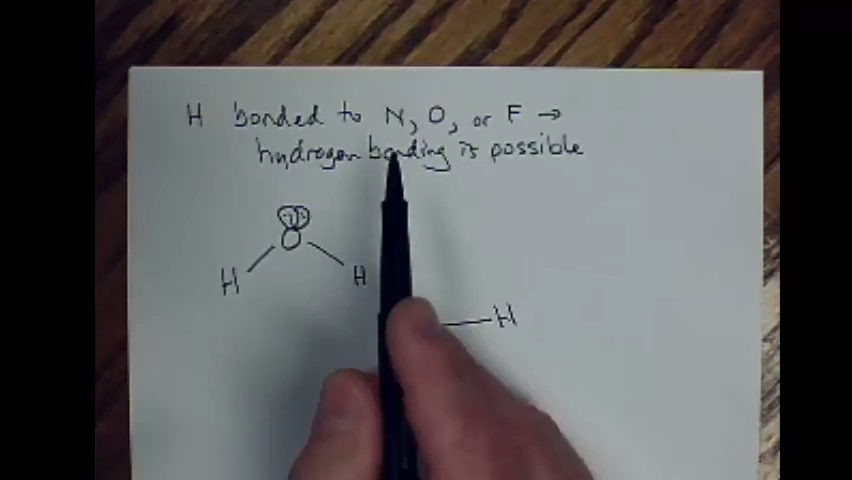 H bonded to N, O, or F →
hydrogen bonding is possible
O
H H
H